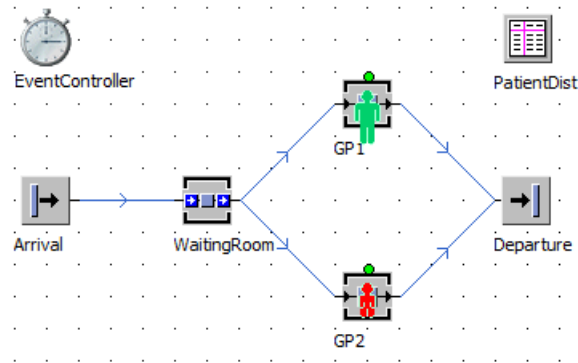 EventController
PatientDist
GP1
Arrival
WaitingRoom
Departure
GP2